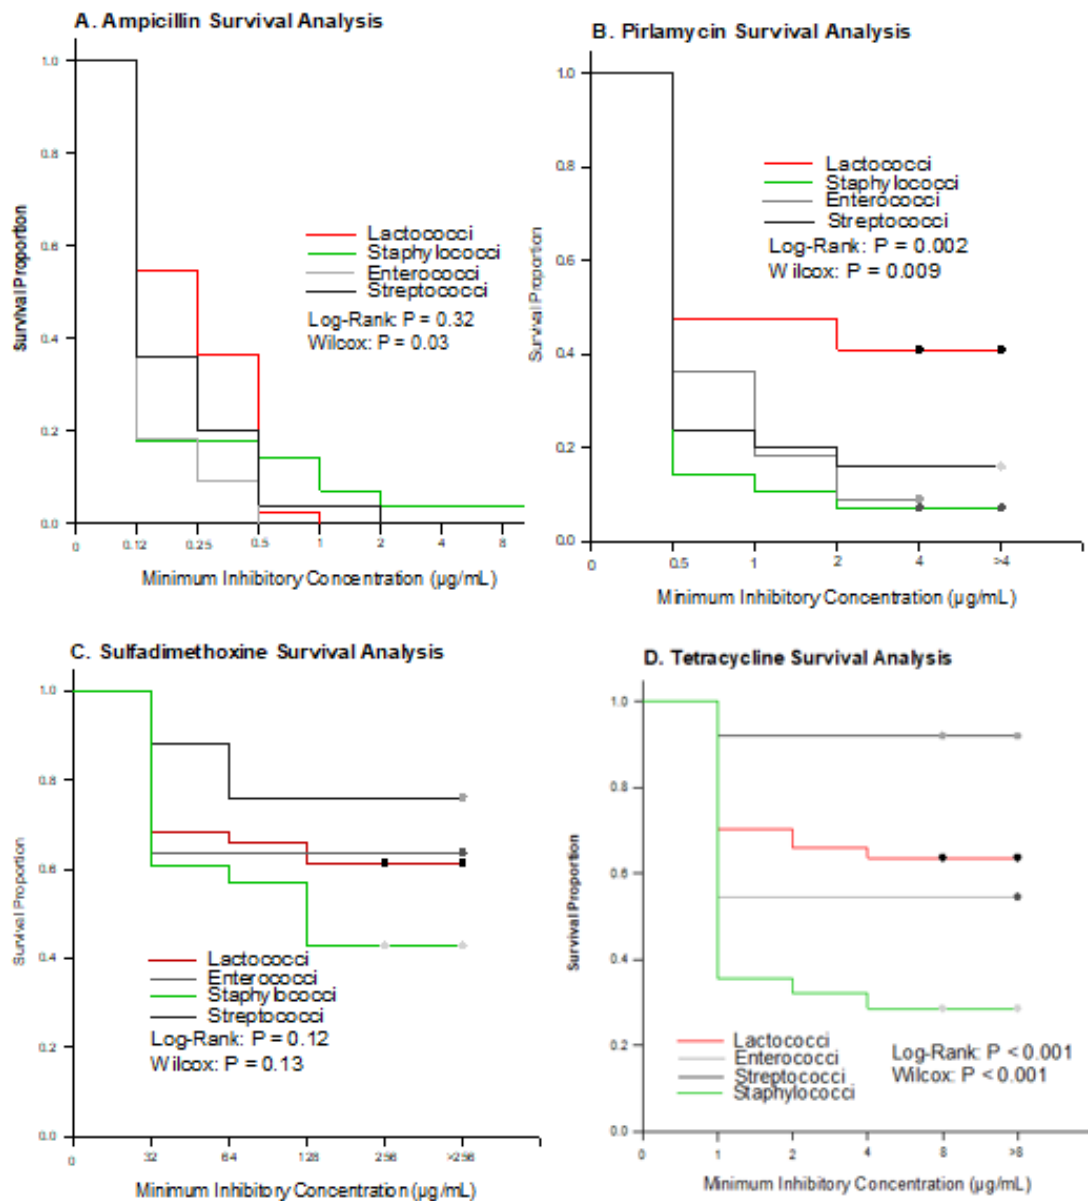 A. Ampicillin Survival Analysis
1.0
0.8
0.6
0.4
0.2
0.0
Survival Proportion
Lactococci
Staphylococci
Enterococci
Streptococci
Log-Rank: P = 0.32
Wilcox: P = 0.03
0 0.12 0.25 0.5 1 2 4 8
Minimum Inhibitory Concentration (µg/mL)
B. Pirlamycin Survival Analysis
1.0
0.8
0.6
0.4
0.2
0.0
Survival Proportion
Lactococci
Staphylococci
Enterococci
Streptococci
Log-Rank: P = 0.002
Wilcox: P = 0.009
0 0.5 1 2 4 >4
Minimum Inhibitory Concentration (µg/mL)
C. Sulfadimethoxine Survival Analysis
1.0
0.8
0.6
0.4
0.2
0.0
Survival Proportion
Lactococci
Enterococci
Staphylococci
Streptococci
Log-Rank: P = 0.12
Wilcox: P = 0.13
0 32 64 128 256 >256
Minimum Inhibitory Concentration (µg/mL)
D. Tetracycline Survival Analysis
1.0
0.8
0.6
0.4
0.2
0.0
Survival Proportion
Lactococci
Enterococci
Streptococci
Staphylococci
Log-Rank: P < 0.001
Wilcox: P < 0.001
0 1 2 4 8 >8
Minimum Inhibitory Concentration (µg/mL)